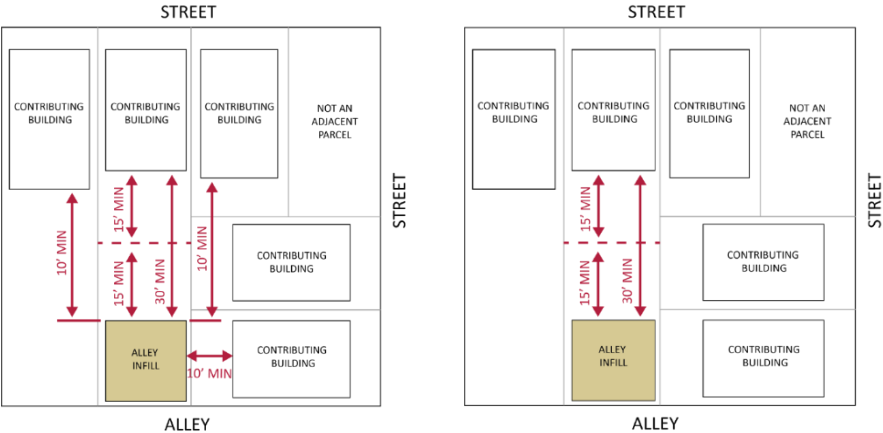 STREET
CONTRIBUTING
BUILDING
CONTRIBUTING
BUILDING
CONTRIBUTING
BUILDING
NOT AN
ADJACENT
PARCEL
STREET
10' MIN
15' MIN
15' MIN
30' MIN
10' MIN
CONTRIBUTING
BUILDING
ALLEY
INFILL
10' MIN
CONTRIBUTING
BUILDING
ALLEY
STREET
CONTRIBUTING
BUILDING
CONTRIBUTING
BUILDING
CONTRIBUTING
BUILDING
NOT AN
ADJACENT
PARCEL
STREET
15' MIN
15' MIN
30' MIN
CONTRIBUTING
BUILDING
ALLEY
INFILL
CONTRIBUTING
BUILDING
ALLEY